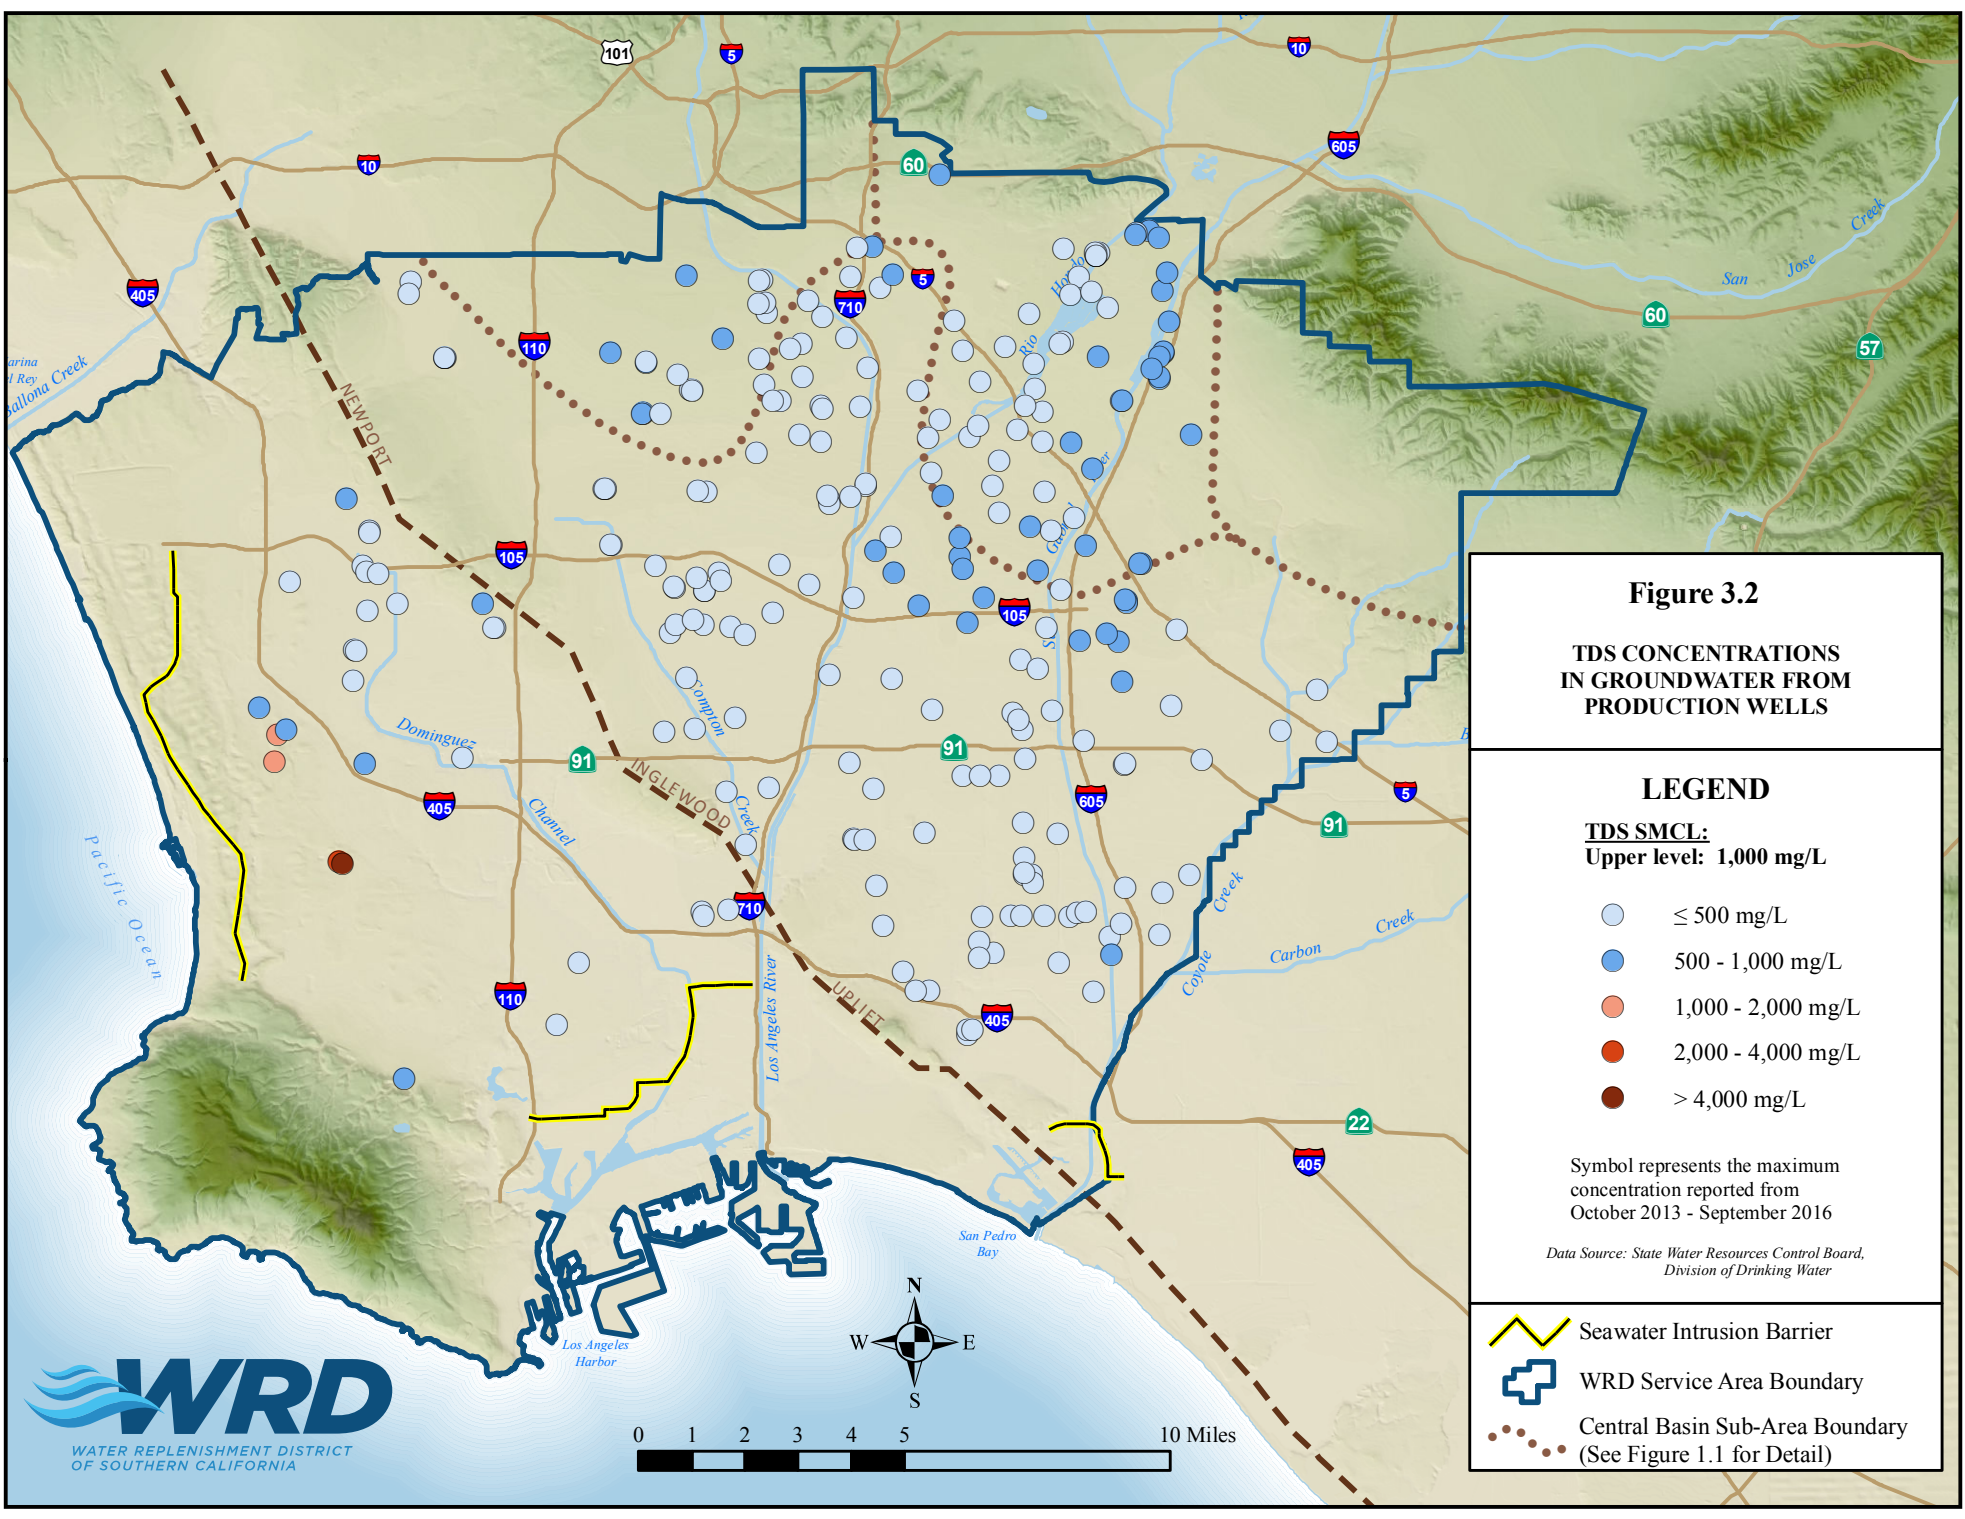 101
5
10
60
605
10
405
5
710
110
Hondo
Rio
Creek
San
Jose
60
57
arina
l Rey
Ballona Creek
NEWPORT
105
105
Compton
Dominguez
91
91
INGLEWOOD
Creek
405
Channel
605
5
91
710
Pacific Ocean
Creek
Coyote
Carbon
Creek
110
Los Angeles River
UPLIFT
405
22
405
San Pedro
Bay
Los Angeles
Harbor
N
W
E
S
WRD
WATER REPLENISHMENT DISTRICT
OF SOUTHERN CALIFORNIA
0 1 2 3 4 5 10 Miles
Figure 3.2
TDS CONCENTRATIONS
IN GROUNDWATER FROM
PRODUCTION WELLS
LEGEND
TDS SMCL:
Upper level: 1,000 mg/L
≤ 500 mg/L
500 - 1,000 mg/L
1,000 - 2,000 mg/L
2,000 - 4,000 mg/L
> 4,000 mg/L
Symbol represents the maximum
concentration reported from
October 2013 - September 2016
Data Source: State Water Resources Control Board,
Division of Drinking Water
Seawater Intrusion Barrier
WRD Service Area Boundary
Central Basin Sub-Area Boundary
(See Figure 1.1 for Detail)